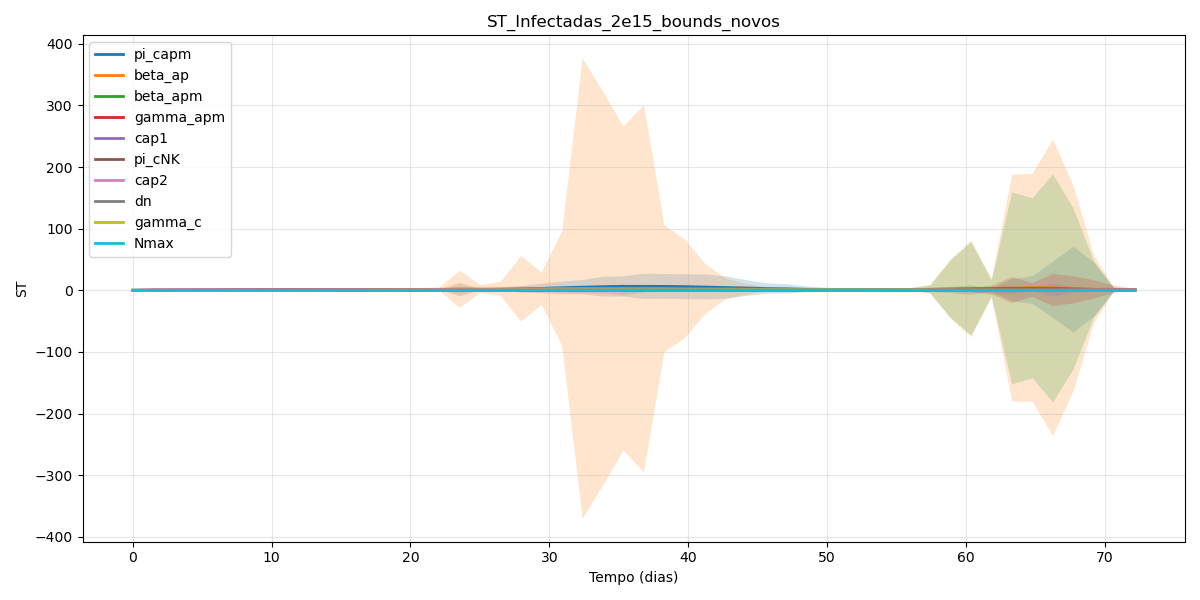 ST_Infectadas_2e15_bounds_novos
400
300
200
100
0
−100
−200
−300
−400
ST
pi_capm
beta_ap
beta_apm
gamma_apm
cap1
pi_cNK
cap2
dn
gamma_c
Nmax
0 10 20 30 40 50 60 70
Tempo (dias)